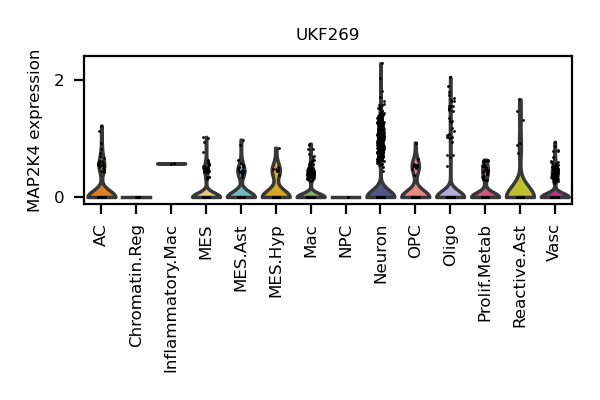 UKF269
MAP2K4 expression
2
0
AC
Chromatin.Reg
Inflammatory.Mac
MES
MES.Ast
MES.Hyp
Mac
NPC
Neuron
OPC
Oligo
Prolif.Metab
Reactive.Ast
Vasc